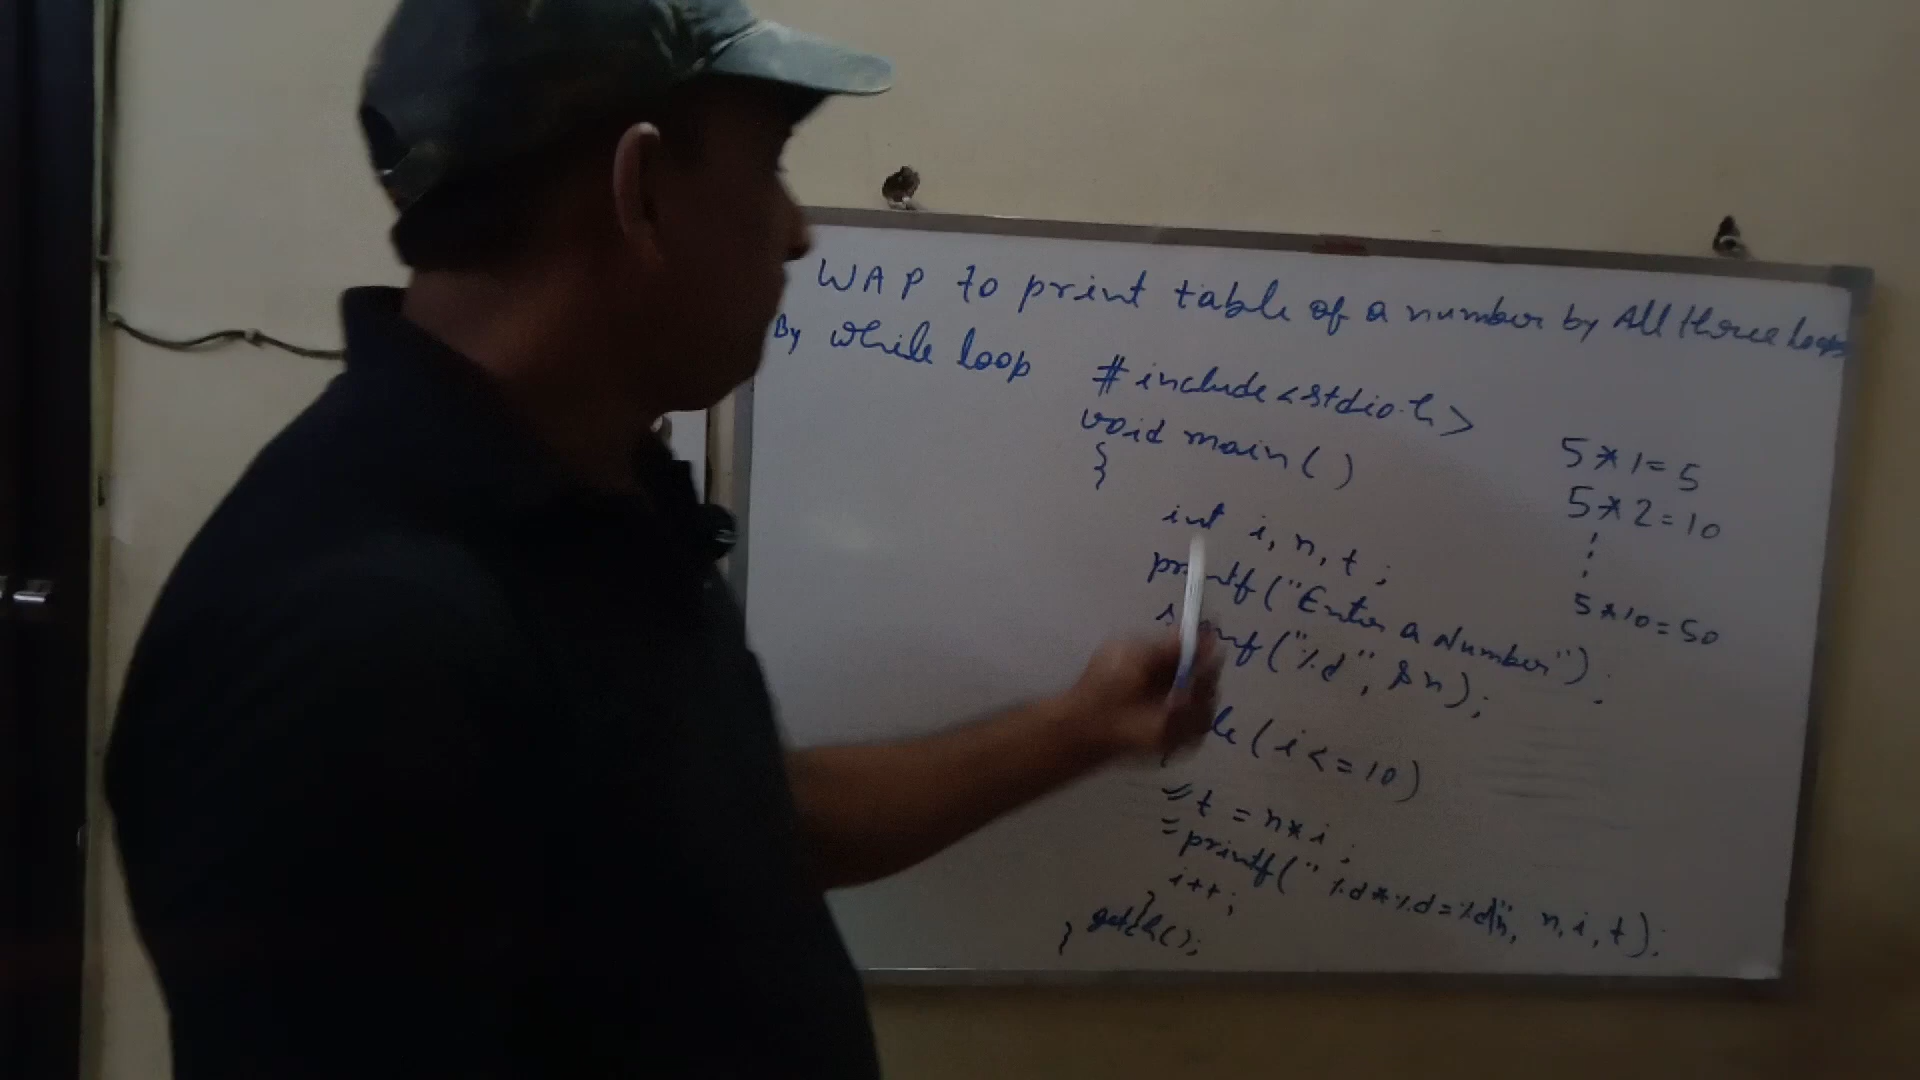 WAP to print table of a number by All three Loops
By while loop
#include<stdio.h>
void main()
{
int i, n, t;
printf("Enter a Number");
scanf("%d", &n);
while(i<=10)
{
t = n*i;
printf("%d*%d=%d\n", n, i, t);
i++;
}
getch();
}
5*1=5
5*2=10
5*10=50